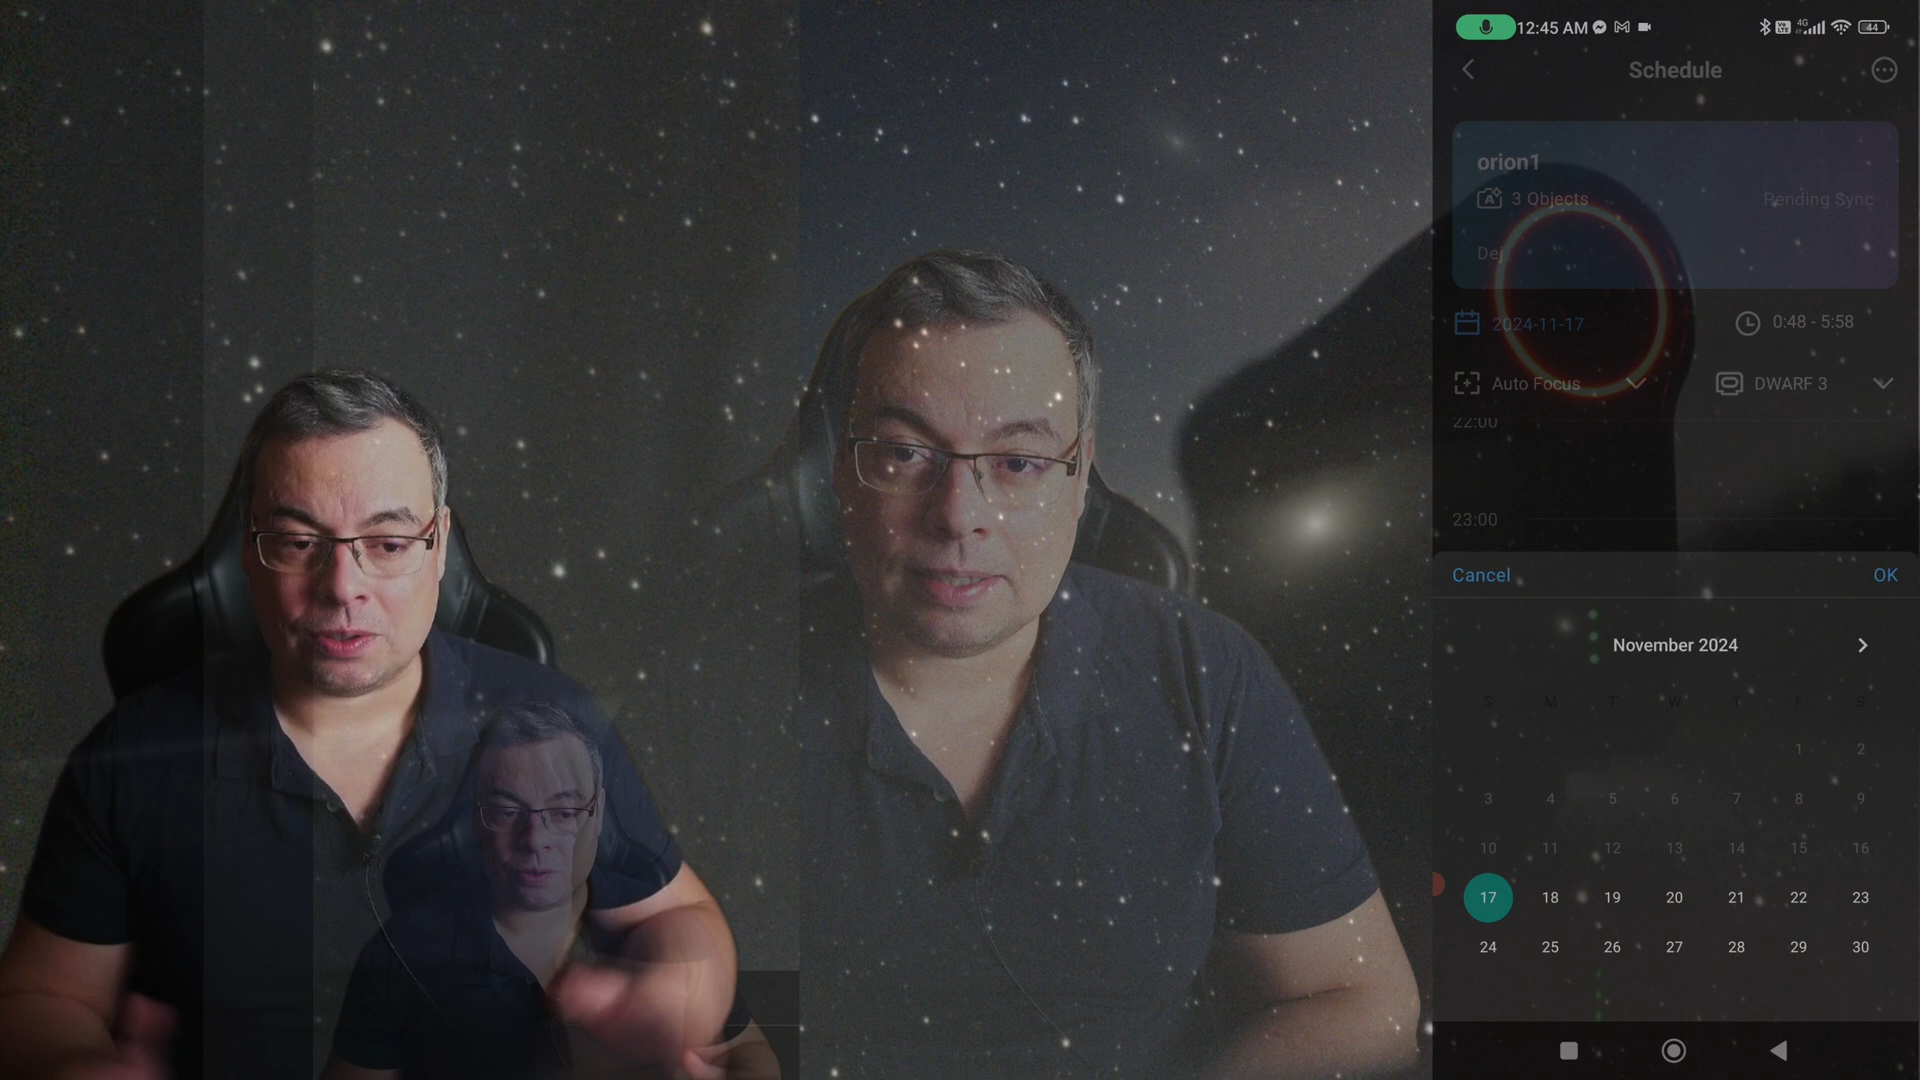 12:45 AM
4G
44
Schedule
orion1
3 Objects
Pending Sync
Dej
2024-11-17
0:48 - 5:58
Auto Focus
DWARF 3
22:00
23:00
Cancel
OK
November 2024
S M T W T F S
1 2
3 4 5 6 7 8 9
10 11 12 13 14 15 16
17 18 19 20 21 22 23
24 25 26 27 28 29 30